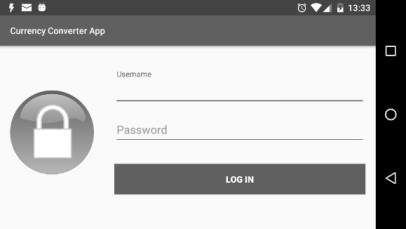 13:33
Currency Converter App
Username
Password
LOG IN